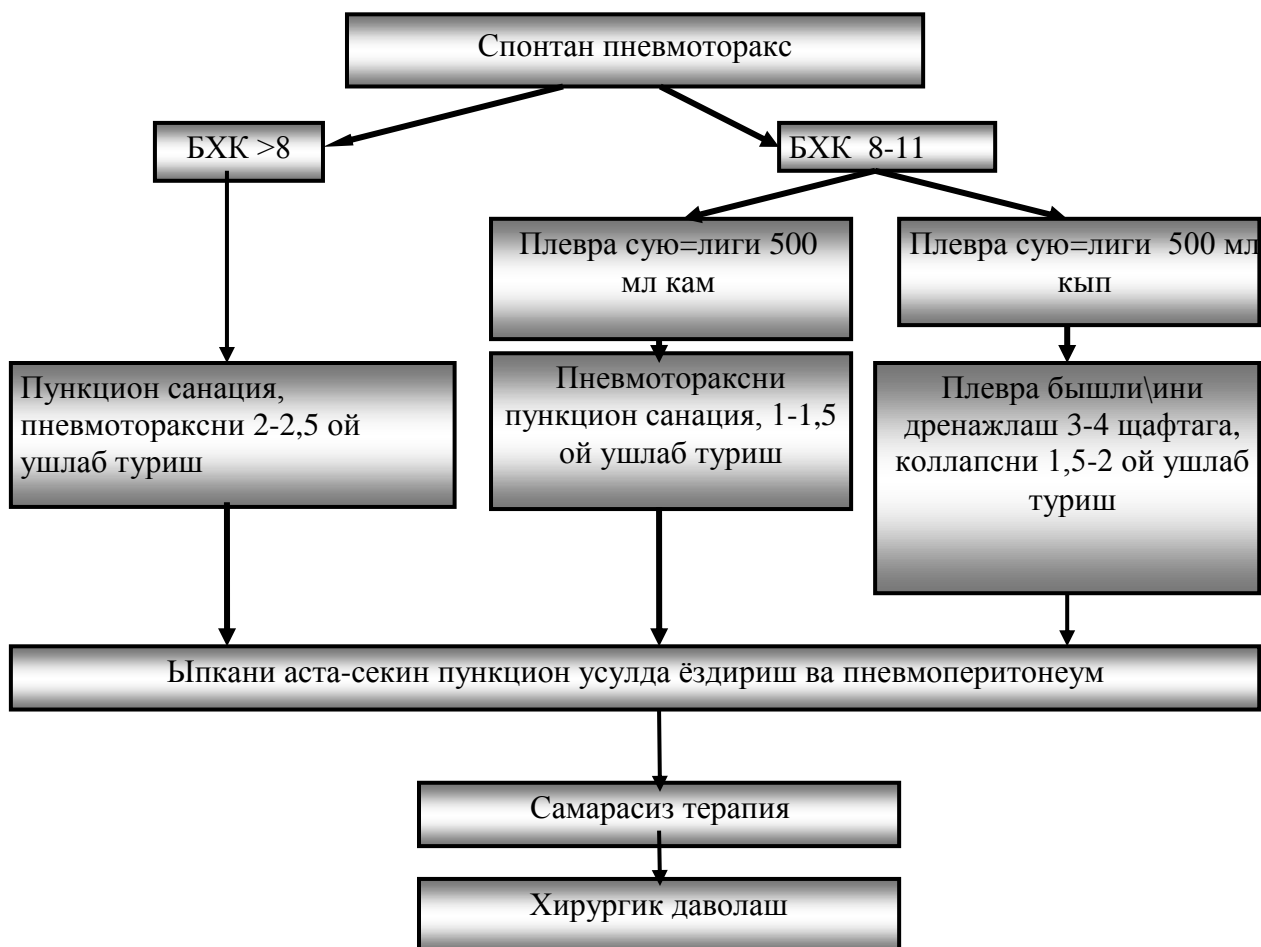 Спонтан пневмоторакс
БХК >8
БХК 8-11
Плевра сую=лиги 500
мл кам
Плевра сую=лиги 500 мл
кып
Пункцион санация,
пневмотораксни 2-2,5 ой
ушлаб туриш
Пневмотораксни
пункцион санация, 1-1,5
ой ушлаб туриш
Плевра бышли\ини
дренажлаш 3-4 щафтага,
коллапсни 1,5-2 ой ушлаб
туриш
Ыпкани аста-секин пункцион усулда ёздириш ва пневмоперитонеум
Самарасиз терапия
Хирургик даволаш